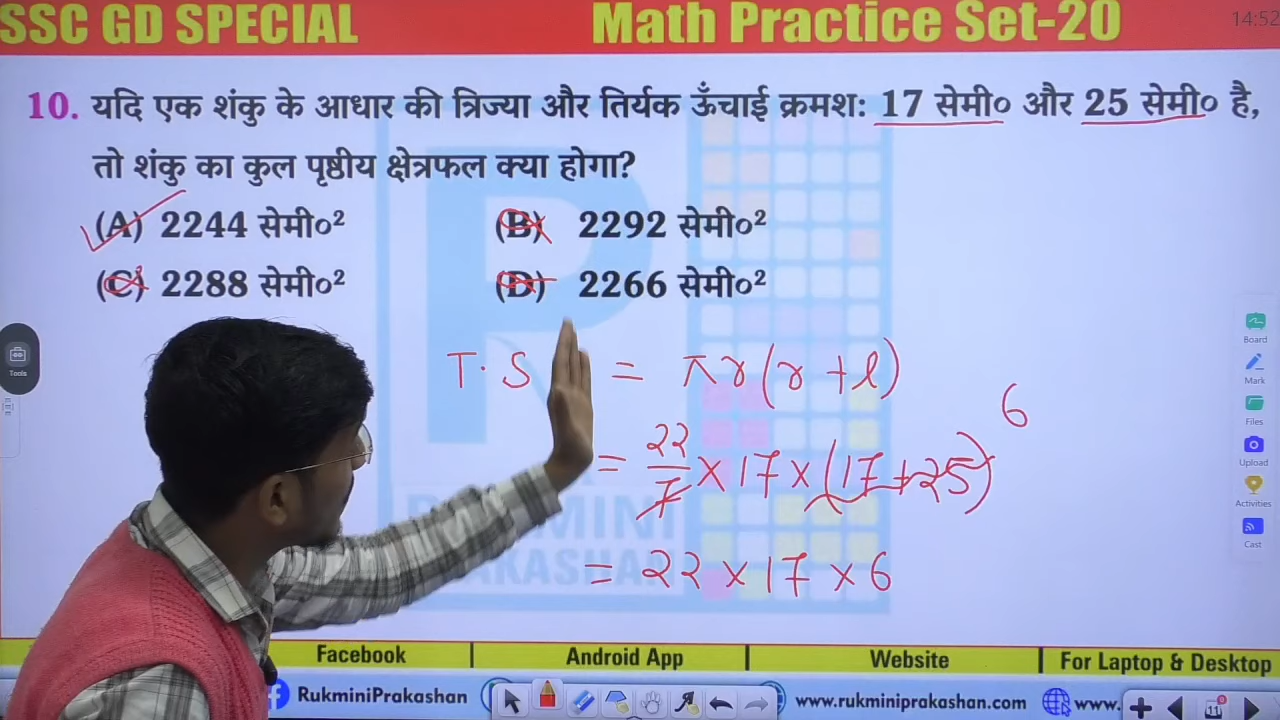 SSC GD SPECIAL Math Practice Set-20 14:52
10. यदि एक शंकु के आधार की त्रिज्या और तिर्यक ऊँचाई क्रमशः 17 सेमी० और 25 सेमी० है,
तो शंकु का कुल पृष्ठीय क्षेत्रफल क्या होगा?
(A) 2244 सेमी०² (B) 2292 सेमी०²
(C) 2288 सेमी०² (D) 2266 सेमी०²
T.S = πr(r+l)
6
= 22/7 × 17 × (17+25)
= 22 × 17 × 6
Tools
Board
Mark
Files
Upload
Activities
Cast
Facebook Android App Website For Laptop & Desktop
RukminiPrakashan www.rukminiprakashan.com www.
11